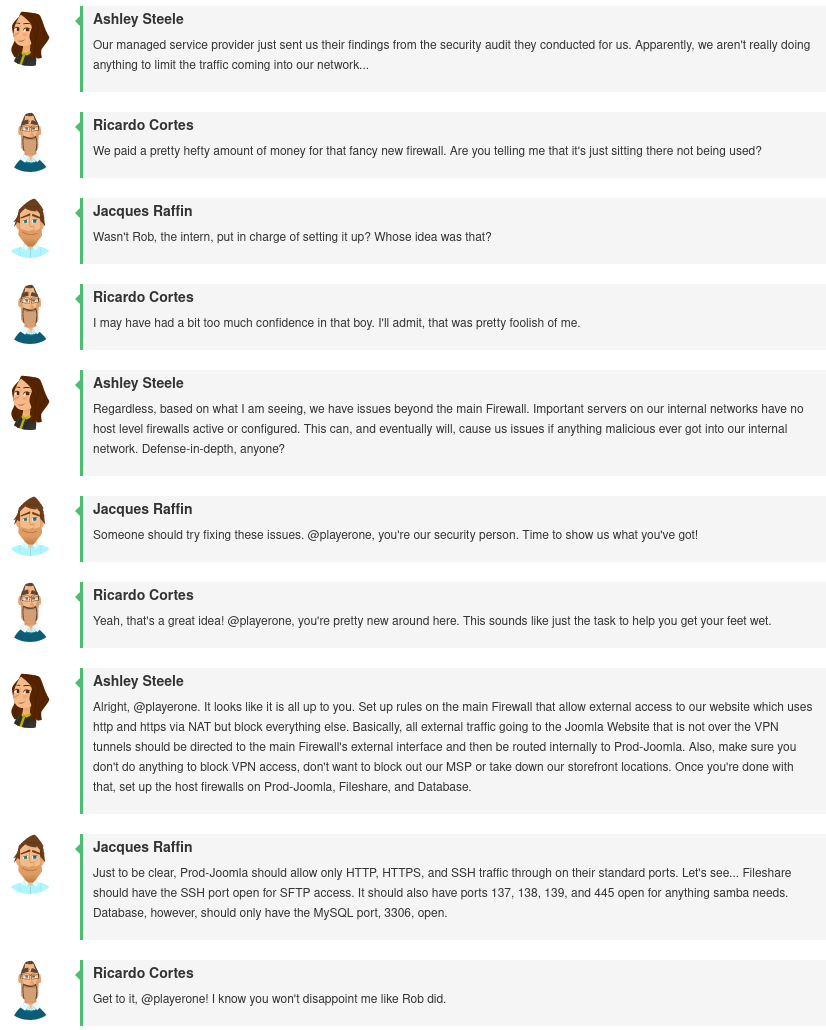 Ashley Steele
Our managed service provider just sent us their findings from the security audit they conducted for us. Apparently, we aren't really doing
anything to limit the traffic coming into our network...
Ricardo Cortes
We paid a pretty hefty amount of money for that fancy new firewall. Are you telling me that it's just sitting there not being used?
Jacques Raffin
Wasn't Rob, the intern, put in charge of setting it up? Whose idea was that?
Ricardo Cortes
I may have had a bit too much confidence in that boy. I'll admit, that was pretty foolish of me.
Ashley Steele
Regardless, based on what I am seeing, we have issues beyond the main Firewall. Important servers on our internal networks have no
host level firewalls active or configured. This can, and eventually will, cause us issues if anything malicious ever got into our internal
network. Defense-in-depth, anyone?
Jacques Raffin
Someone should try fixing these issues. @playerone, you're our security person. Time to show us what you've got!
Ricardo Cortes
Yeah, that's a great idea! @playerone, you're pretty new around here. This sounds like just the task to help you get your feet wet.
Ashley Steele
Alright, @playerone. It looks like it is all up to you. Set up rules on the main Firewall that allow external access to our website which uses
http and https via NAT but block everything else. Basically, all external traffic going to the Joomla Website that is not over the VPN
tunnels should be directed to the main Firewall's external interface and then be routed internally to Prod-Joomla. Also, make sure you
don't do anything to block VPN access, don't want to block out our MSP or take down our storefront locations. Once you're done with
that, set up the host firewalls on Prod-Joomla, Fileshare, and Database.
Jacques Raffin
Just to be clear, Prod-Joomla should allow only HTTP, HTTPS, and SSH traffic through on their standard ports. Let's see... Fileshare
should have the SSH port open for SFTP access. It should also have ports 137, 138, 139, and 445 open for anything samba needs.
Database, however, should only have the MySQL port, 3306, open.
Ricardo Cortes
Get to it, @playerone! I know you won't disappoint me like Rob did.